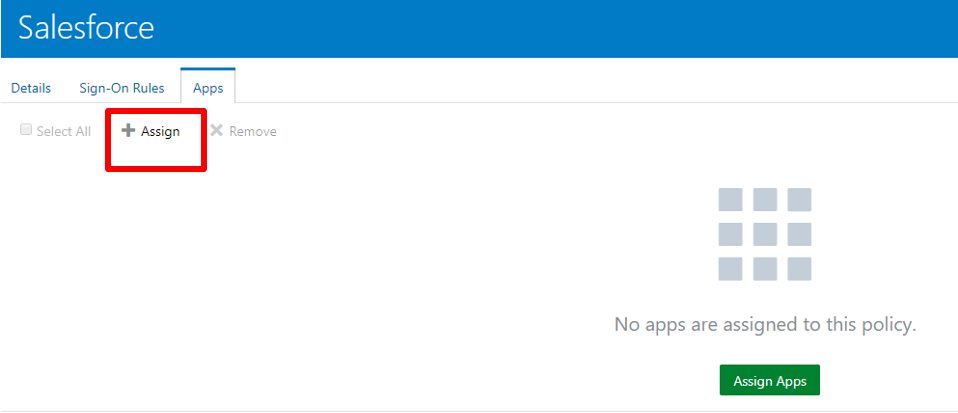 Salesforce
Details Sign-On Rules Apps
Select All Assign Remove
No apps are assigned to this policy.
Assign Apps